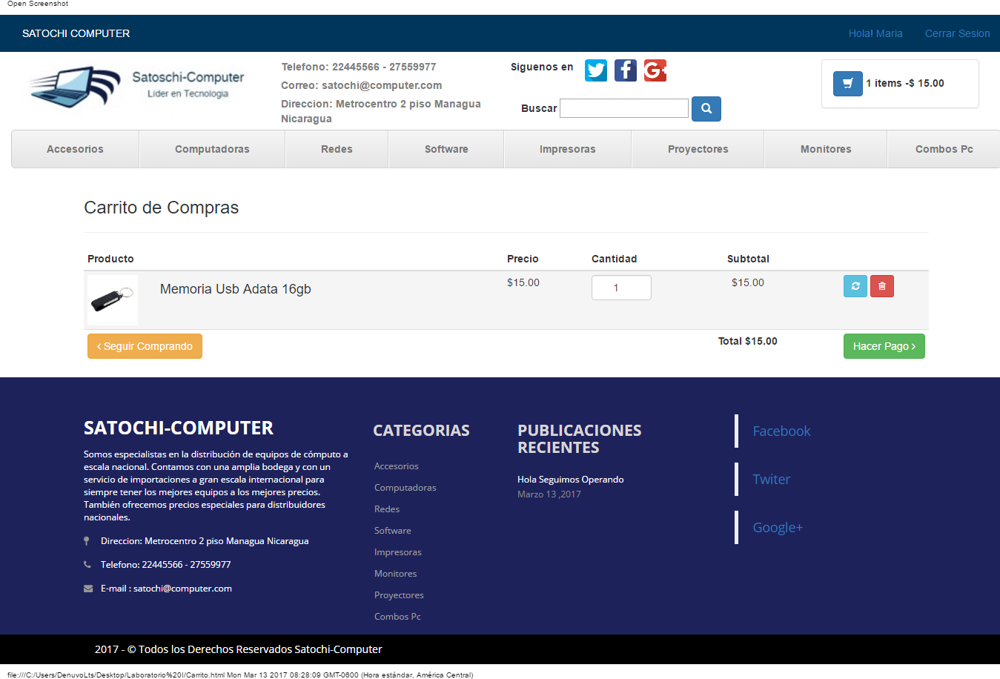 Open Screenshot
SATOCHI COMPUTER
Hola! Maria
Cerrar Sesion
Satoschi-Computer
Líder en Tecnologia
Telefono: 22445566 - 27559977
Correo: satochi@computer.com
Direccion: Metrocentro 2 piso Managua
Nicaragua
Siguenos en
Buscar
1 items -$ 15.00
Accesorios
Computadoras
Redes
Software
Impresoras
Proyectores
Monitores
Combos Pc
Carrito de Compras
Producto
Precio
Cantidad
Subtotal
Memoria Usb Adata 16gb
$15.00
1
$15.00
‹ Seguir Comprando
Total $15.00
Hacer Pago ›
SATOCHI-COMPUTER
Somos especialistas en la distribución de equipos de cómputo a
escala nacional. Contamos con una amplia bodega y con un
servicio de importaciones a gran escala internacional para
siempre tener los mejores equipos a los mejores precios.
También ofrecemos precios especiales para distribuidores
nacionales.
Direccion: Metrocentro 2 piso Managua Nicaragua
Telefono: 22445566 - 27559977
E-mail : satochi@computer.com
CATEGORIAS
Accesorios
Computadoras
Redes
Software
Impresoras
Monitores
Proyectores
Combos Pc
PUBLICACIONES
RECIENTES
Hola Seguimos Operando
Marzo 13 ,2017
Facebook
Twiter
Google+
2017 - © Todos los Derechos Reservados Satochi-Computer
file:///C:/Users/DenuvoLts/Desktop/Laboratorio%20I/Carrito.html Mon Mar 13 2017 08:28:09 GMT-0600 (Hora estándar, América Central)